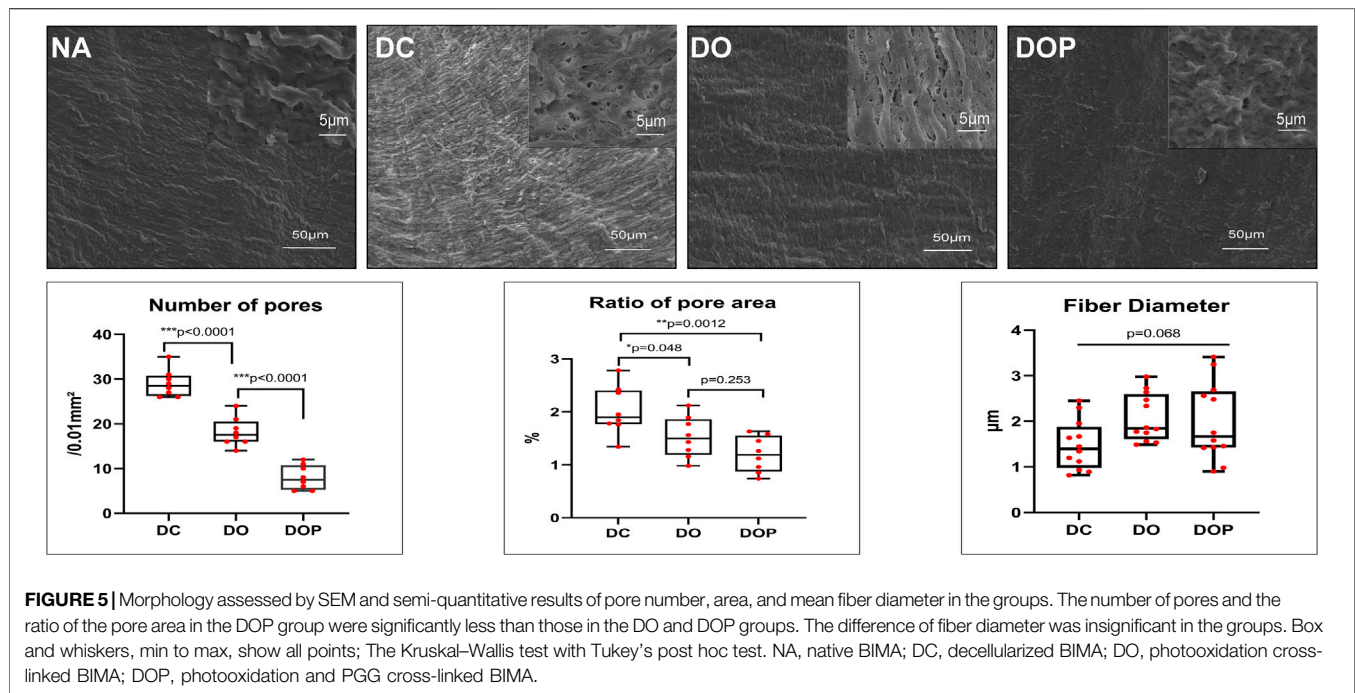 NA
DC
DO
DOP
5μm
5μm
5μm
5μm
50μm
50μm
50μm
50μm
Number of pores
***p<0.0001
***p<0.0001
40
30
20
10
0
/0.01mm²
DC
DO
DOP
Ratio of pore area
**p=0.0012
*p=0.048
p=0.253
3
2
1
0
%
DC
DO
DOP
Fiber Diameter
p=0.068
4
3
2
1
0
μm
DC
DO
DOP
FIGURE 5 | Morphology assessed by SEM and semi-quantitative results of pore number, area, and mean fiber diameter in the groups. The number of pores and the
ratio of the pore area in the DOP group were significantly less than those in the DO and DOP groups. The difference of fiber diameter was insignificant in the groups. Box
and whiskers, min to max, show all points; The Kruskal–Wallis test with Tukey's post hoc test. NA, native BIMA; DC, decellularized BIMA; DO, photooxidation cross-
linked BIMA; DOP, photooxidation and PGG cross-linked BIMA.